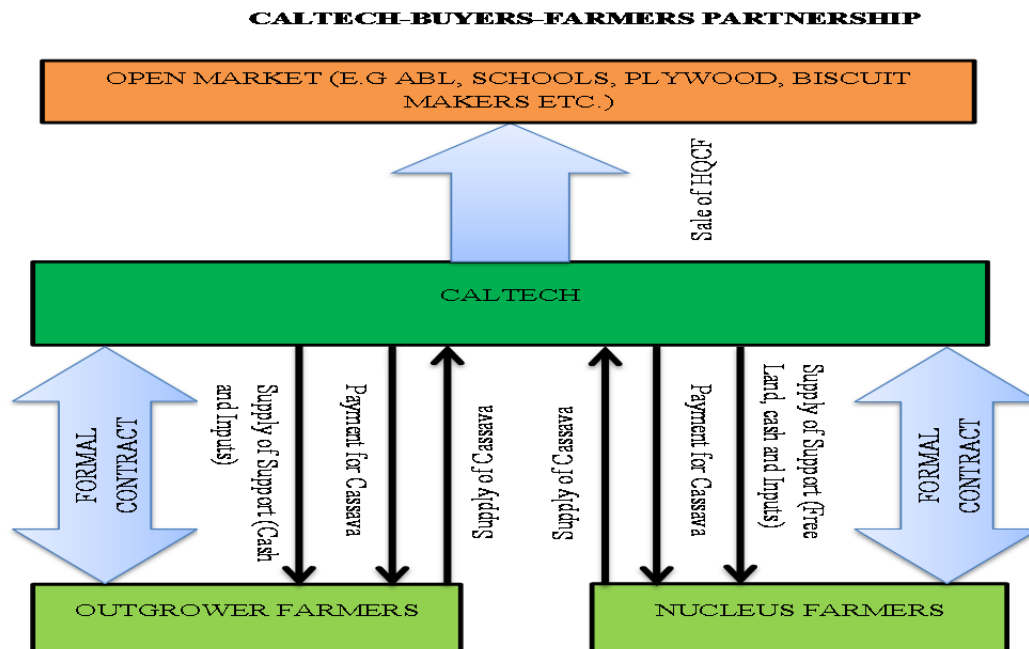 CALTECH-BUYERS-FARMERS PARTNERSHIP
OPEN MARKET (E.G ABL, SCHOOLS, PLYWOOD, BISCUIT
MAKERS ETC.)
Sale of HQCF
CALTECH
FORMAL
CONTRACT
Supply of Support (Cash
and Inputs)
Payment for Cassava
Supply of Cassava
Supply of Cassava
Payment for Cassava
Supply of Support (Free
Land, cash and Inputs)
FORMAL
CONTRACT
OUTGROWER FARMERS
NUCLEUS FARMERS